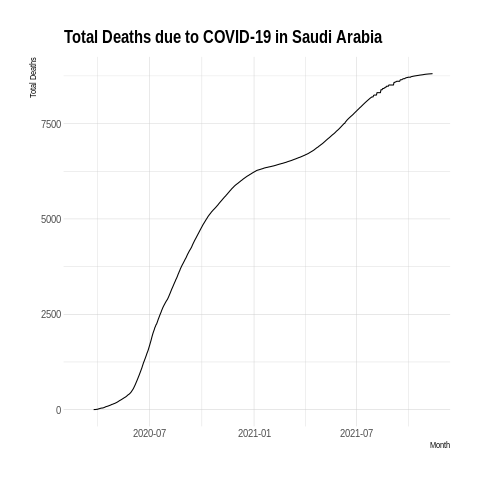 Total Deaths due to COVID-19 in Saudi Arabia
Total Deaths
7500
5000
2500
0
2020-07
2021-01
2021-07
Month